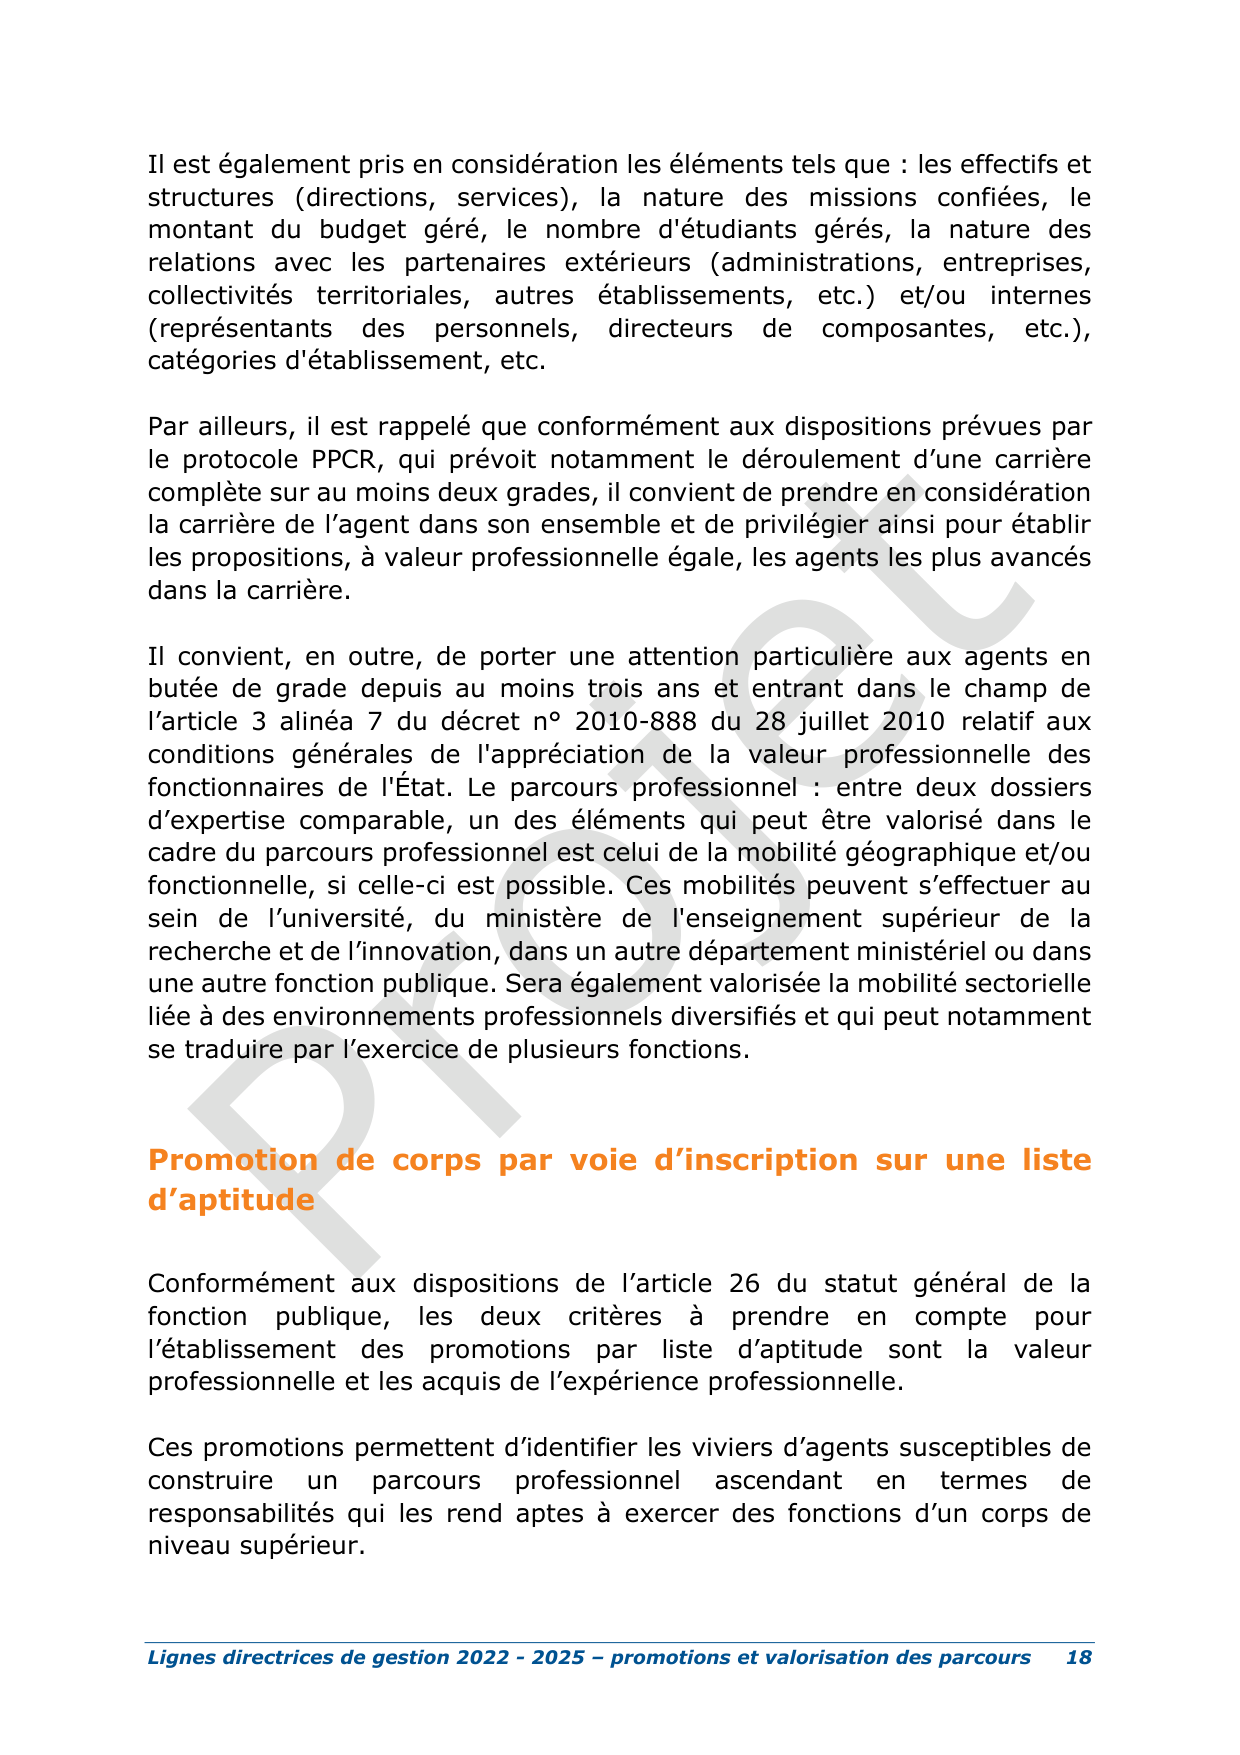 Il est également pris en considération les éléments tels que : les effectifs et
structures (directions, services), la nature des missions confiées, le
montant du budget géré, le nombre d'étudiants gérés, la nature des
relations avec les partenaires extérieurs (administrations, entreprises,
collectivités territoriales, autres établissements, etc.) et/ou internes
(représentants des personnels, directeurs de composantes, etc.),
catégories d'établissement, etc.
Par ailleurs, il est rappelé que conformément aux dispositions prévues par
le protocole PPCR, qui prévoit notamment le déroulement d’une carrière
complète sur au moins deux grades, il convient de prendre en considération
la carrière de l’agent dans son ensemble et de privilégier ainsi pour établir
les propositions, à valeur professionnelle égale, les agents les plus avancés
dans la carrière.
Il convient, en outre, de porter une attention particulière aux agents en
butée de grade depuis au moins trois ans et entrant dans le champ de
l’article 3 alinéa 7 du décret n° 2010-888 du 28 juillet 2010 relatif aux
conditions générales de l'appréciation de la valeur professionnelle des
fonctionnaires de l'État. Le parcours professionnel : entre deux dossiers
d’expertise comparable, un des éléments qui peut être valorisé dans le
cadre du parcours professionnel est celui de la mobilité géographique et/ou
fonctionnelle, si celle-ci est possible. Ces mobilités peuvent s’effectuer au
sein de l’université, du ministère de l'enseignement supérieur de la
recherche et de l’innovation, dans un autre département ministériel ou dans
une autre fonction publique. Sera également valorisée la mobilité sectorielle
liée à des environnements professionnels diversifiés et qui peut notamment
se traduire par l’exercice de plusieurs fonctions.
Promotion de corps par voie d’inscription sur une liste
d’aptitude
Conformément aux dispositions de l’article 26 du statut général de la
fonction publique, les deux critères à prendre en compte pour
l’établissement des promotions par liste d’aptitude sont la valeur
professionnelle et les acquis de l’expérience professionnelle.
Ces promotions permettent d’identifier les viviers d’agents susceptibles de
construire un parcours professionnel ascendant en termes de
responsabilités qui les rend aptes à exercer des fonctions d’un corps de
niveau supérieur.
Lignes directrices de gestion 2022 - 2025 – promotions et valorisation des parcours 18
Projet